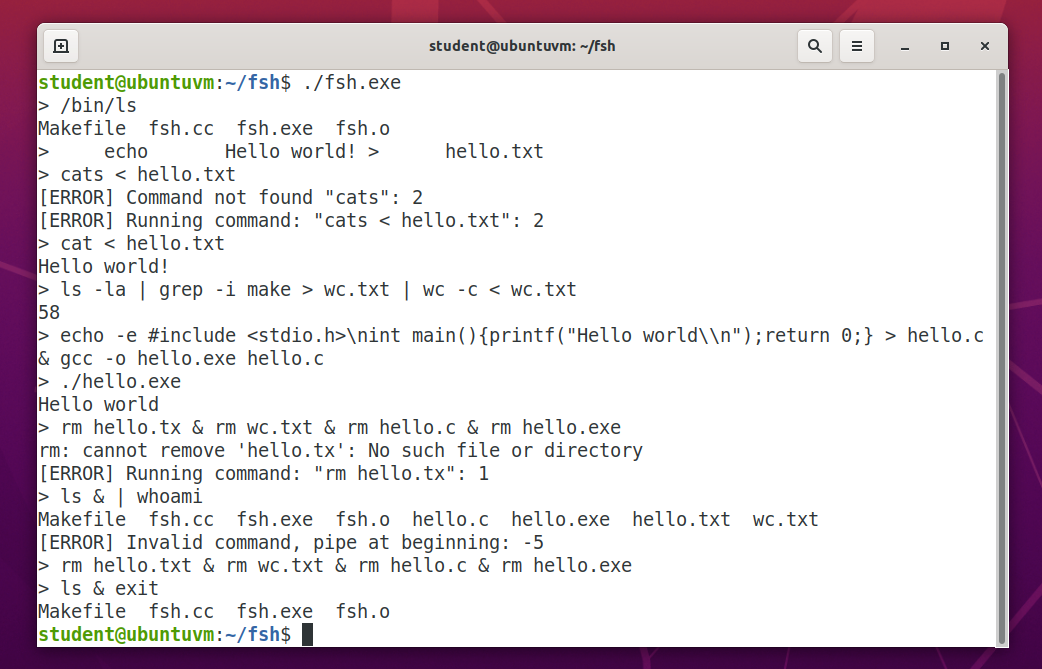 student@ubuntuvm: ~/fsh
student@ubuntuvm:~/fsh$ ./fsh.exe
> /bin/ls
Makefile  fsh.cc  fsh.exe  fsh.o
>     echo       Hello world! >      hello.txt
> cats < hello.txt
[ERROR] Command not found "cats": 2
[ERROR] Running command: "cats < hello.txt": 2
> cat < hello.txt
Hello world!
> ls -la | grep -i make > wc.txt | wc -c < wc.txt
58
> echo -e #include <stdio.h>\nint main(){printf("Hello world\\n");return 0;} > hello.c
& gcc -o hello.exe hello.c
> ./hello.exe
Hello world
> rm hello.tx & rm wc.txt & rm hello.c & rm hello.exe
rm: cannot remove 'hello.tx': No such file or directory
[ERROR] Running command: "rm hello.tx": 1
> ls & | whoami
Makefile  fsh.cc  fsh.exe  fsh.o  hello.c  hello.exe  hello.txt  wc.txt
[ERROR] Invalid command, pipe at beginning: -5
> rm hello.txt & rm wc.txt & rm hello.c & rm hello.exe
> ls & exit
Makefile  fsh.cc  fsh.exe  fsh.o
student@ubuntuvm:~/fsh$